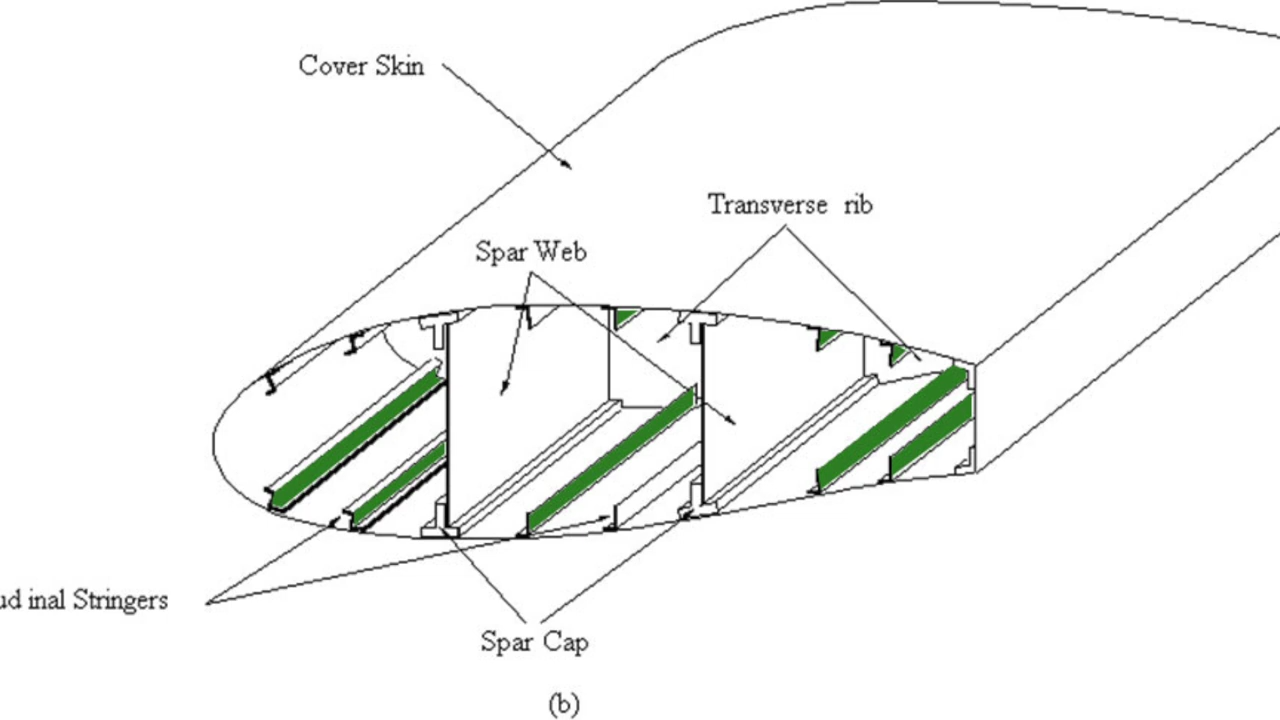 Cover Skin
Transverse rib
Spar Web
ud inal Stringers
Spar Cap
(b)